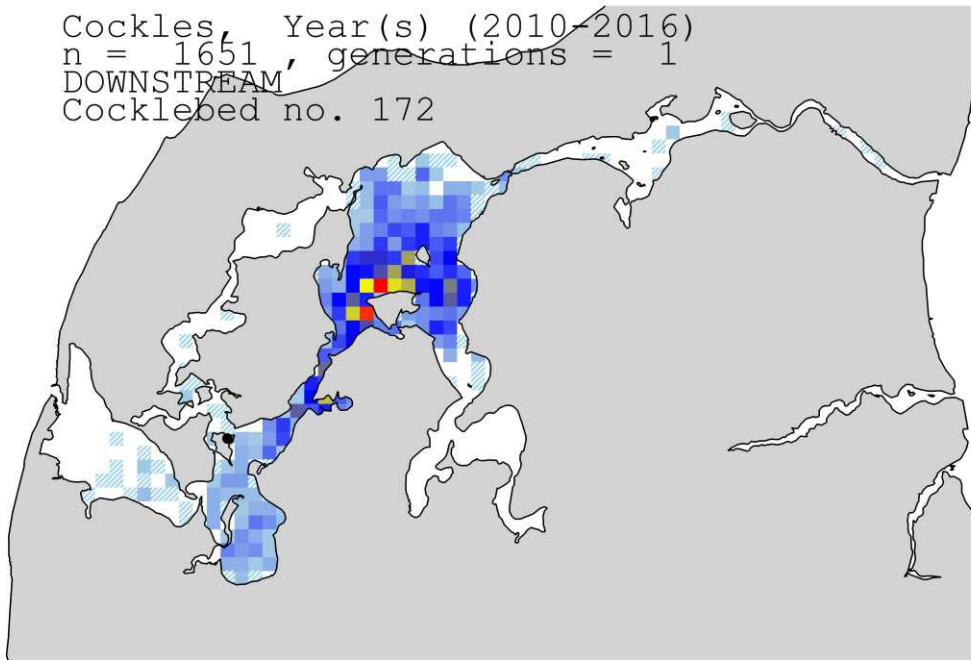 Cockles, Year(s) (2010-2016)
n = 1651 , generations = 1
DOWNSTREAM
Cocklebed no. 172